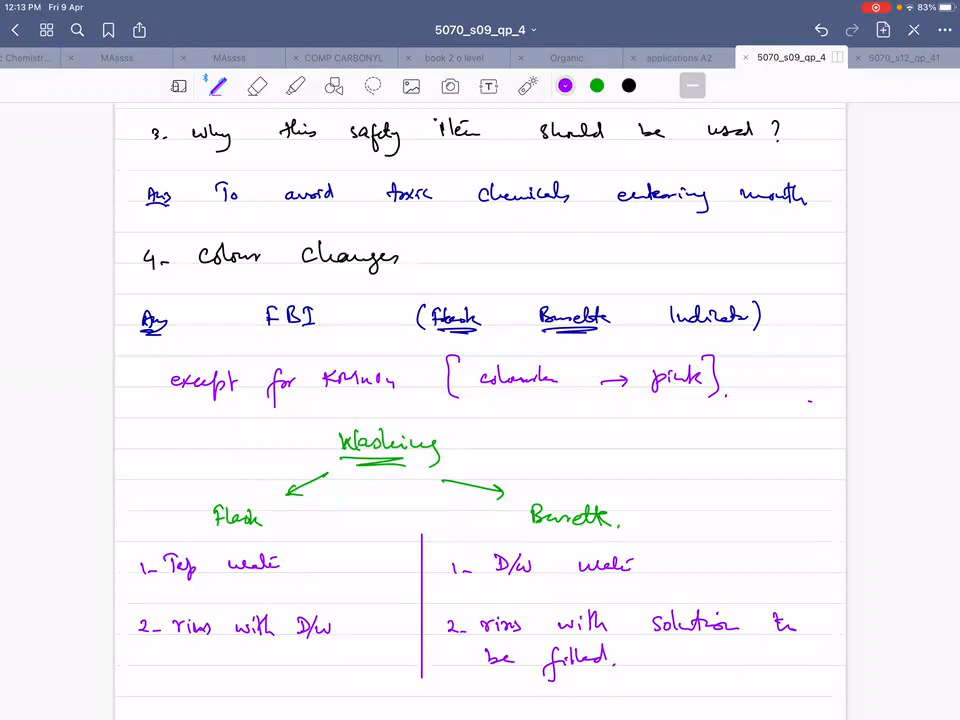 12:13 PM Fri 9 Apr
83%
5070_s09_qp_4
c Chemistr...
MAssss
MAssss
COMP CARBONYL
book 2 o level
Organic
applications A2
5070_s09_qp_4
5070_s12_qp_41
3. Why this safety item should be used ?
Ans To avoid toxic chemicals entering mouth
4- Colour Changes
Ans FBI (Flask Burette Indicator)
except for KMnO4 [ colourless → pink ].
Washing
Flask
Burette.
1- Tap water
2- rins with D/W
1- D/W water
2- rins with solution to
be filled.